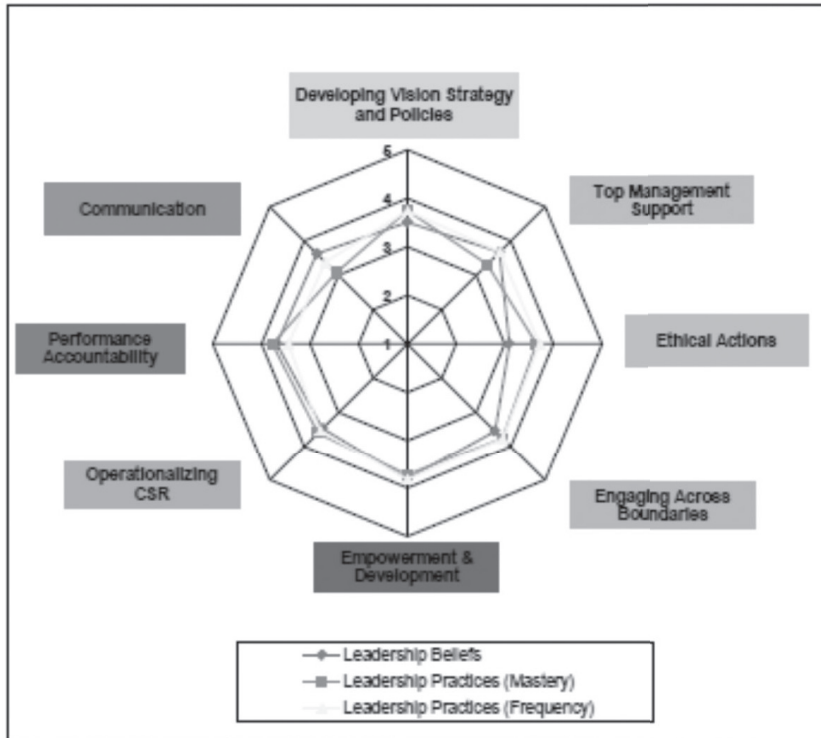 Developing Vision Strategy
and Policies
5
4
3
2
1
Communication
Top Management
Support
Performance
Accountability
Ethical Actions
Operationalizing
CSR
Engaging Across
Boundaries
Empowerment &
Development
Leadership Beliefs
Leadership Practices (Mastery)
Leadership Practices (Frequency)